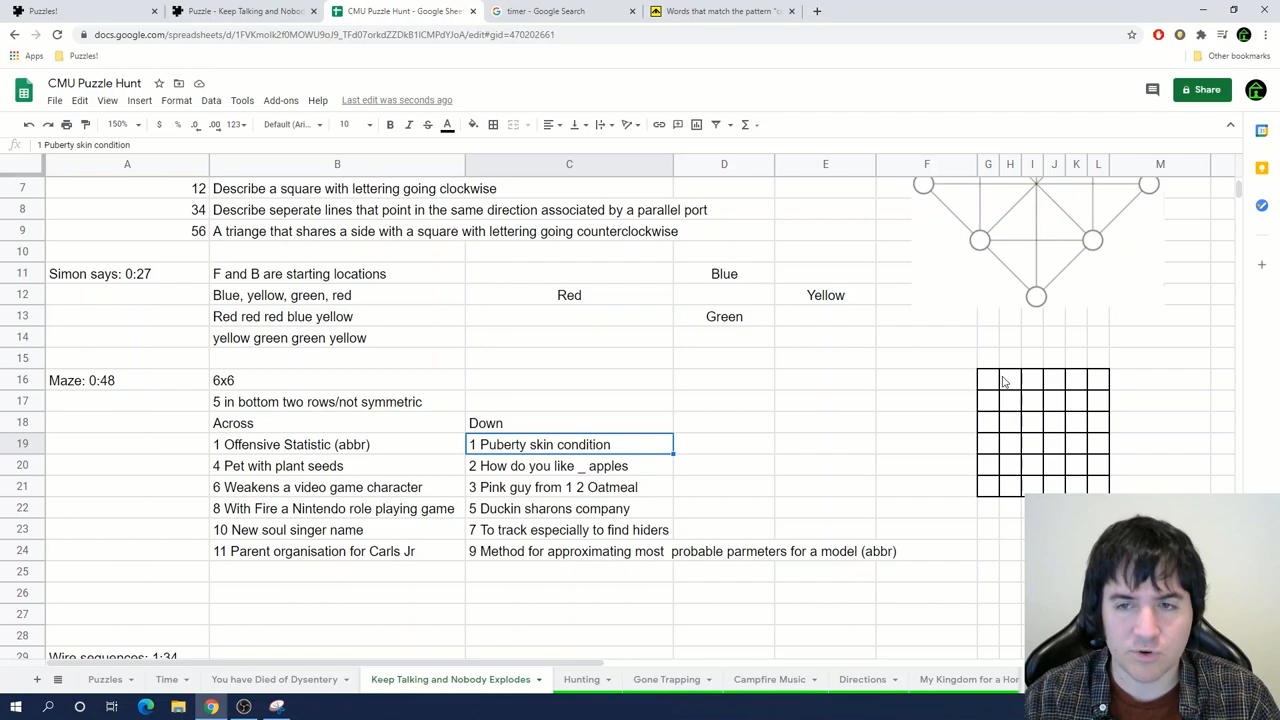 Puzzles!
Puzzle - Keep Talking and Nobod
CMU Puzzle Hunt - Google Shee
timer - Google Search
Words that match the pattern "c
docs.google.com/spreadsheets/d/1FVKmoIk2f0MOWU9oJ9_TFd07orkdZZDkB1ICMPdYJoA/edit#gid=470202661
Apps
Puzzles!
Other bookmarks
CMU Puzzle Hunt
File Edit View Insert Format Data Tools Add-ons Help Last edit was seconds ago
Share
150% $ % .0 .00 123 Default (Ari... 10 B I S A
fx 1 Puberty skin condition
A B C D E F G H I J K L M
7 12 Describe a square with lettering going clockwise
8 34 Describe seperate lines that point in the same direction associated by a parallel port
9 56 A triange that shares a side with a square with lettering going counterclockwise
10
11 Simon says: 0:27 F and B are starting locations Blue
12 Blue, yellow, green, red Red Yellow
13 Red red red blue yellow Green
14 yellow green green yellow
15
16 Maze: 0:48 6x6
17 5 in bottom two rows/not symmetric
18 Across Down
19 1 Offensive Statistic (abbr) 1 Puberty skin condition
20 4 Pet with plant seeds 2 How do you like _ apples
21 6 Weakens a video game character 3 Pink guy from 1 2 Oatmeal
22 8 With Fire a Nintendo role playing game 5 Duckin sharons company
23 10 New soul singer name 7 To track especially to find hiders
24 11 Parent organisation for Carls Jr 9 Method for approximating most probable parmeters for a model (abbr)
25
26
27
28
29 Wire sequences: 1:34
Puzzles Time You have Died of Dysentery Keep Talking and Nobody Explodes Hunting Gone Trapping Campfire Music Directions My Kingdom for a Hor